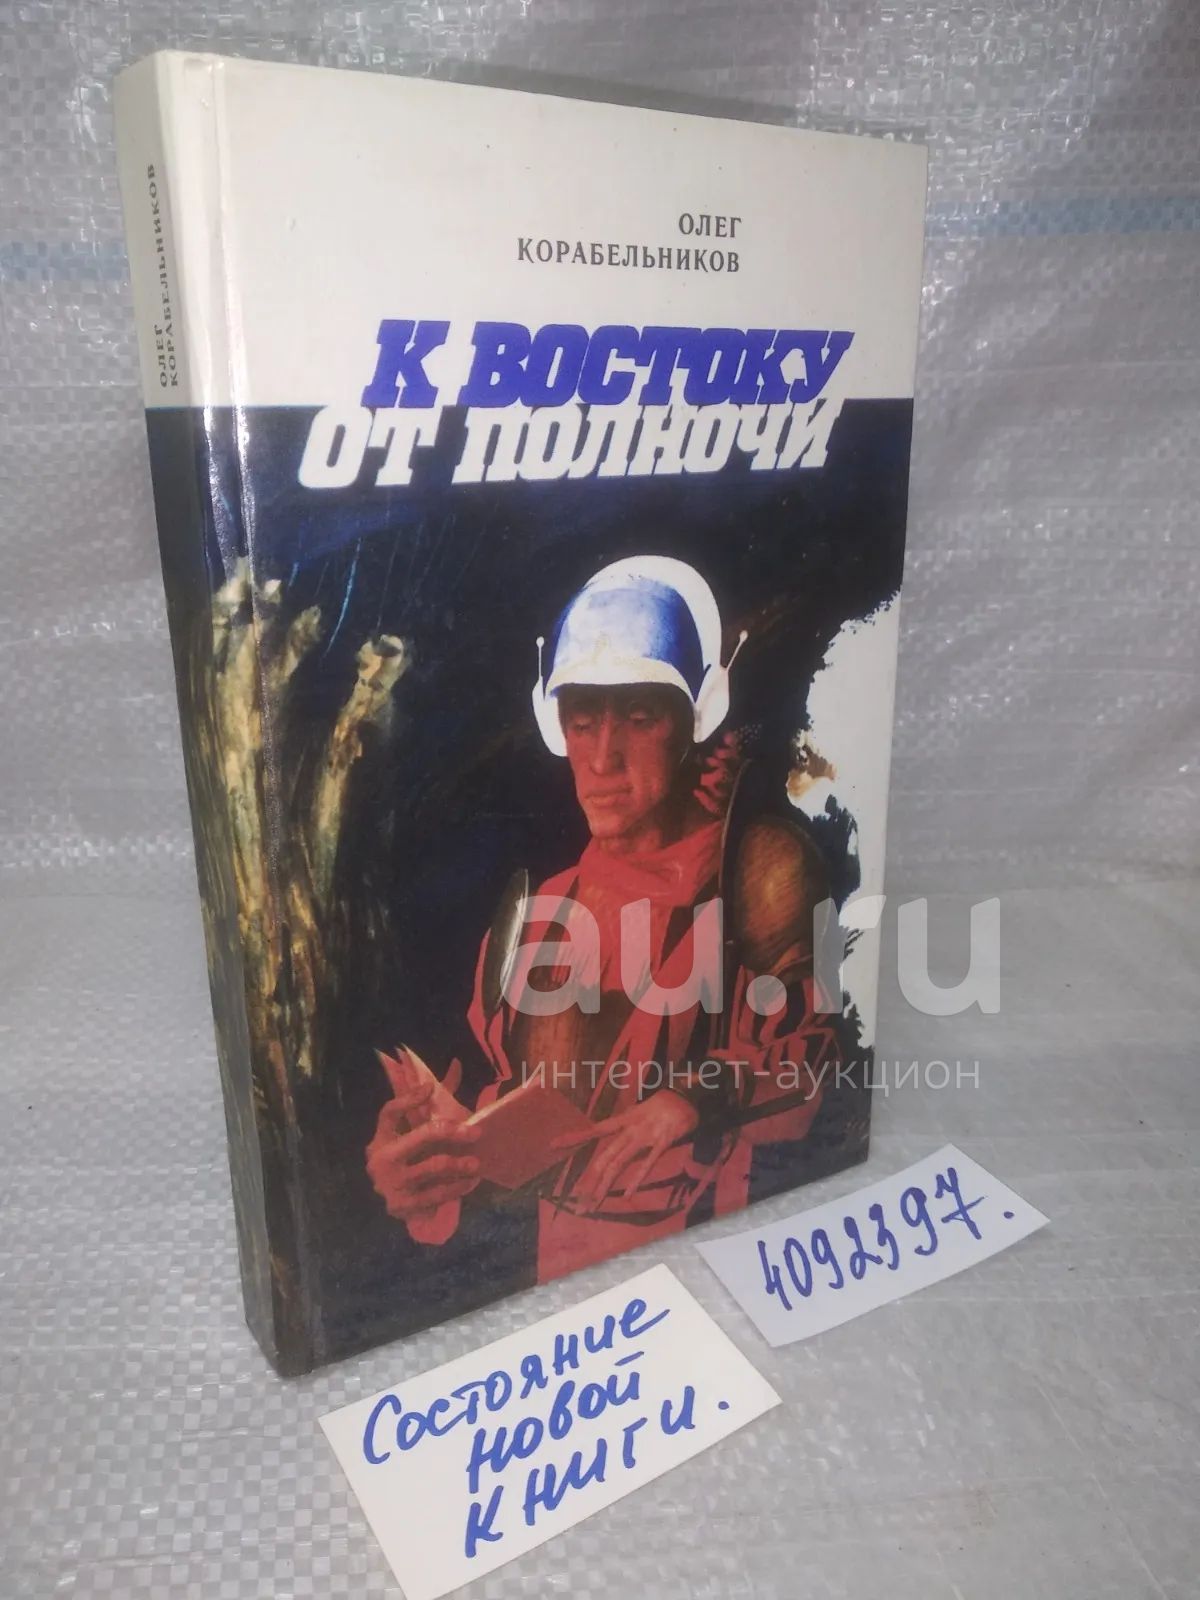 ОЛЕГ
КОРАБЕЛЬНИКОВ
ОЛЕГ
КОРАБЕЛЬНИКОВ
К ВОСТОКУ
ОТ ПОЛНОЧИ
au.ru
интернет-аукцион
4092397.
Состояние
новой
книги.